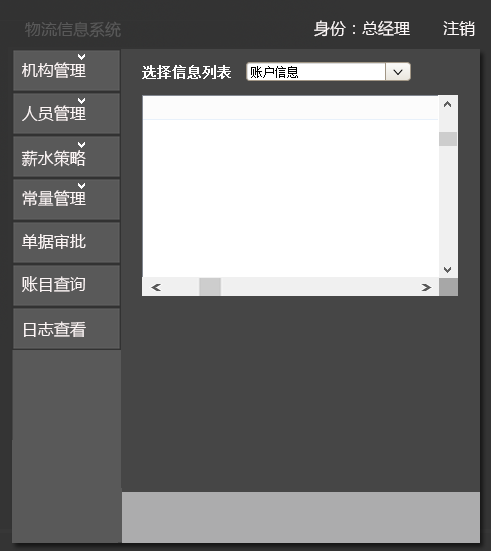 物流信息系统
身份：总经理 注销
机构管理
人员管理
薪水策略
常量管理
单据审批
账目查询
日志查看
选择信息列表 账户信息